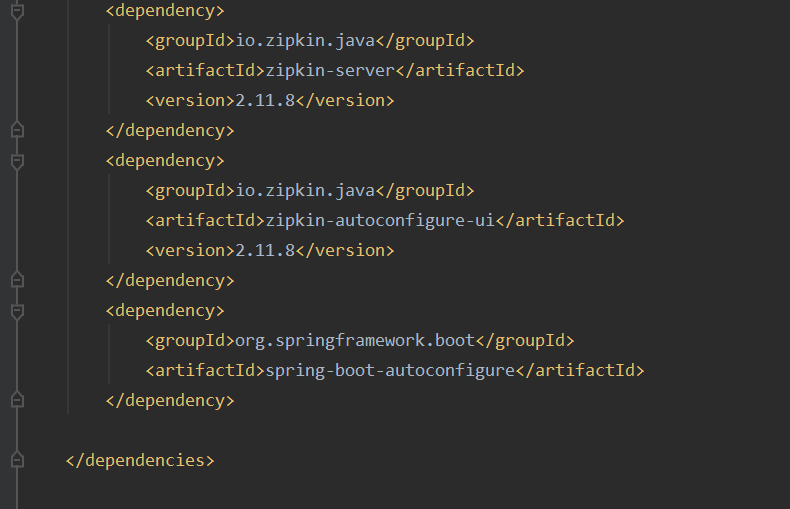 <dependency>
<groupId>io.zipkin.java</groupId>
<artifactId>zipkin-server</artifactId>
<version>2.11.8</version>
</dependency>
<dependency>
<groupId>io.zipkin.java</groupId>
<artifactId>zipkin-autoconfigure-ui</artifactId>
<version>2.11.8</version>
</dependency>
<dependency>
<groupId>org.springframework.boot</groupId>
<artifactId>spring-boot-autoconfigure</artifactId>
</dependency>
</dependencies>